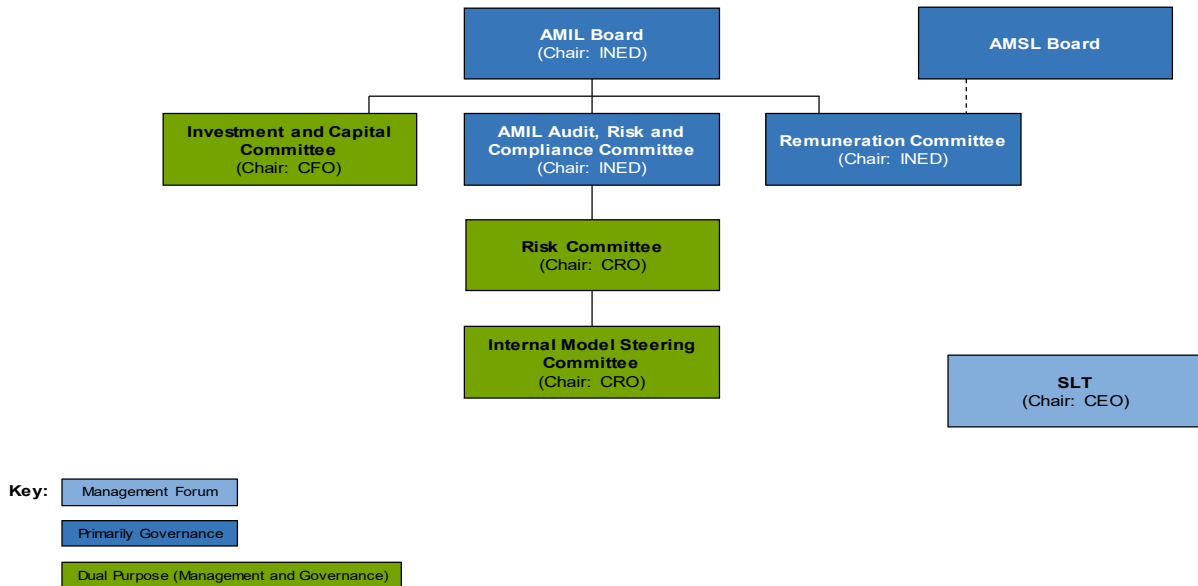 AMIL Board
(Chair: INED)
AMSL Board
Investment and Capital
Committee
(Chair: CFO)
AMIL Audit, Risk and
Compliance Committee
(Chair: INED)
Remuneration Committee
(Chair: INED)
Risk Committee
(Chair: CRO)
Internal Model Steering
Committee
(Chair: CRO)
SLT
(Chair: CEO)
Key:
Management Forum
Primarily Governance
Dual Purpose (Management and Governance)